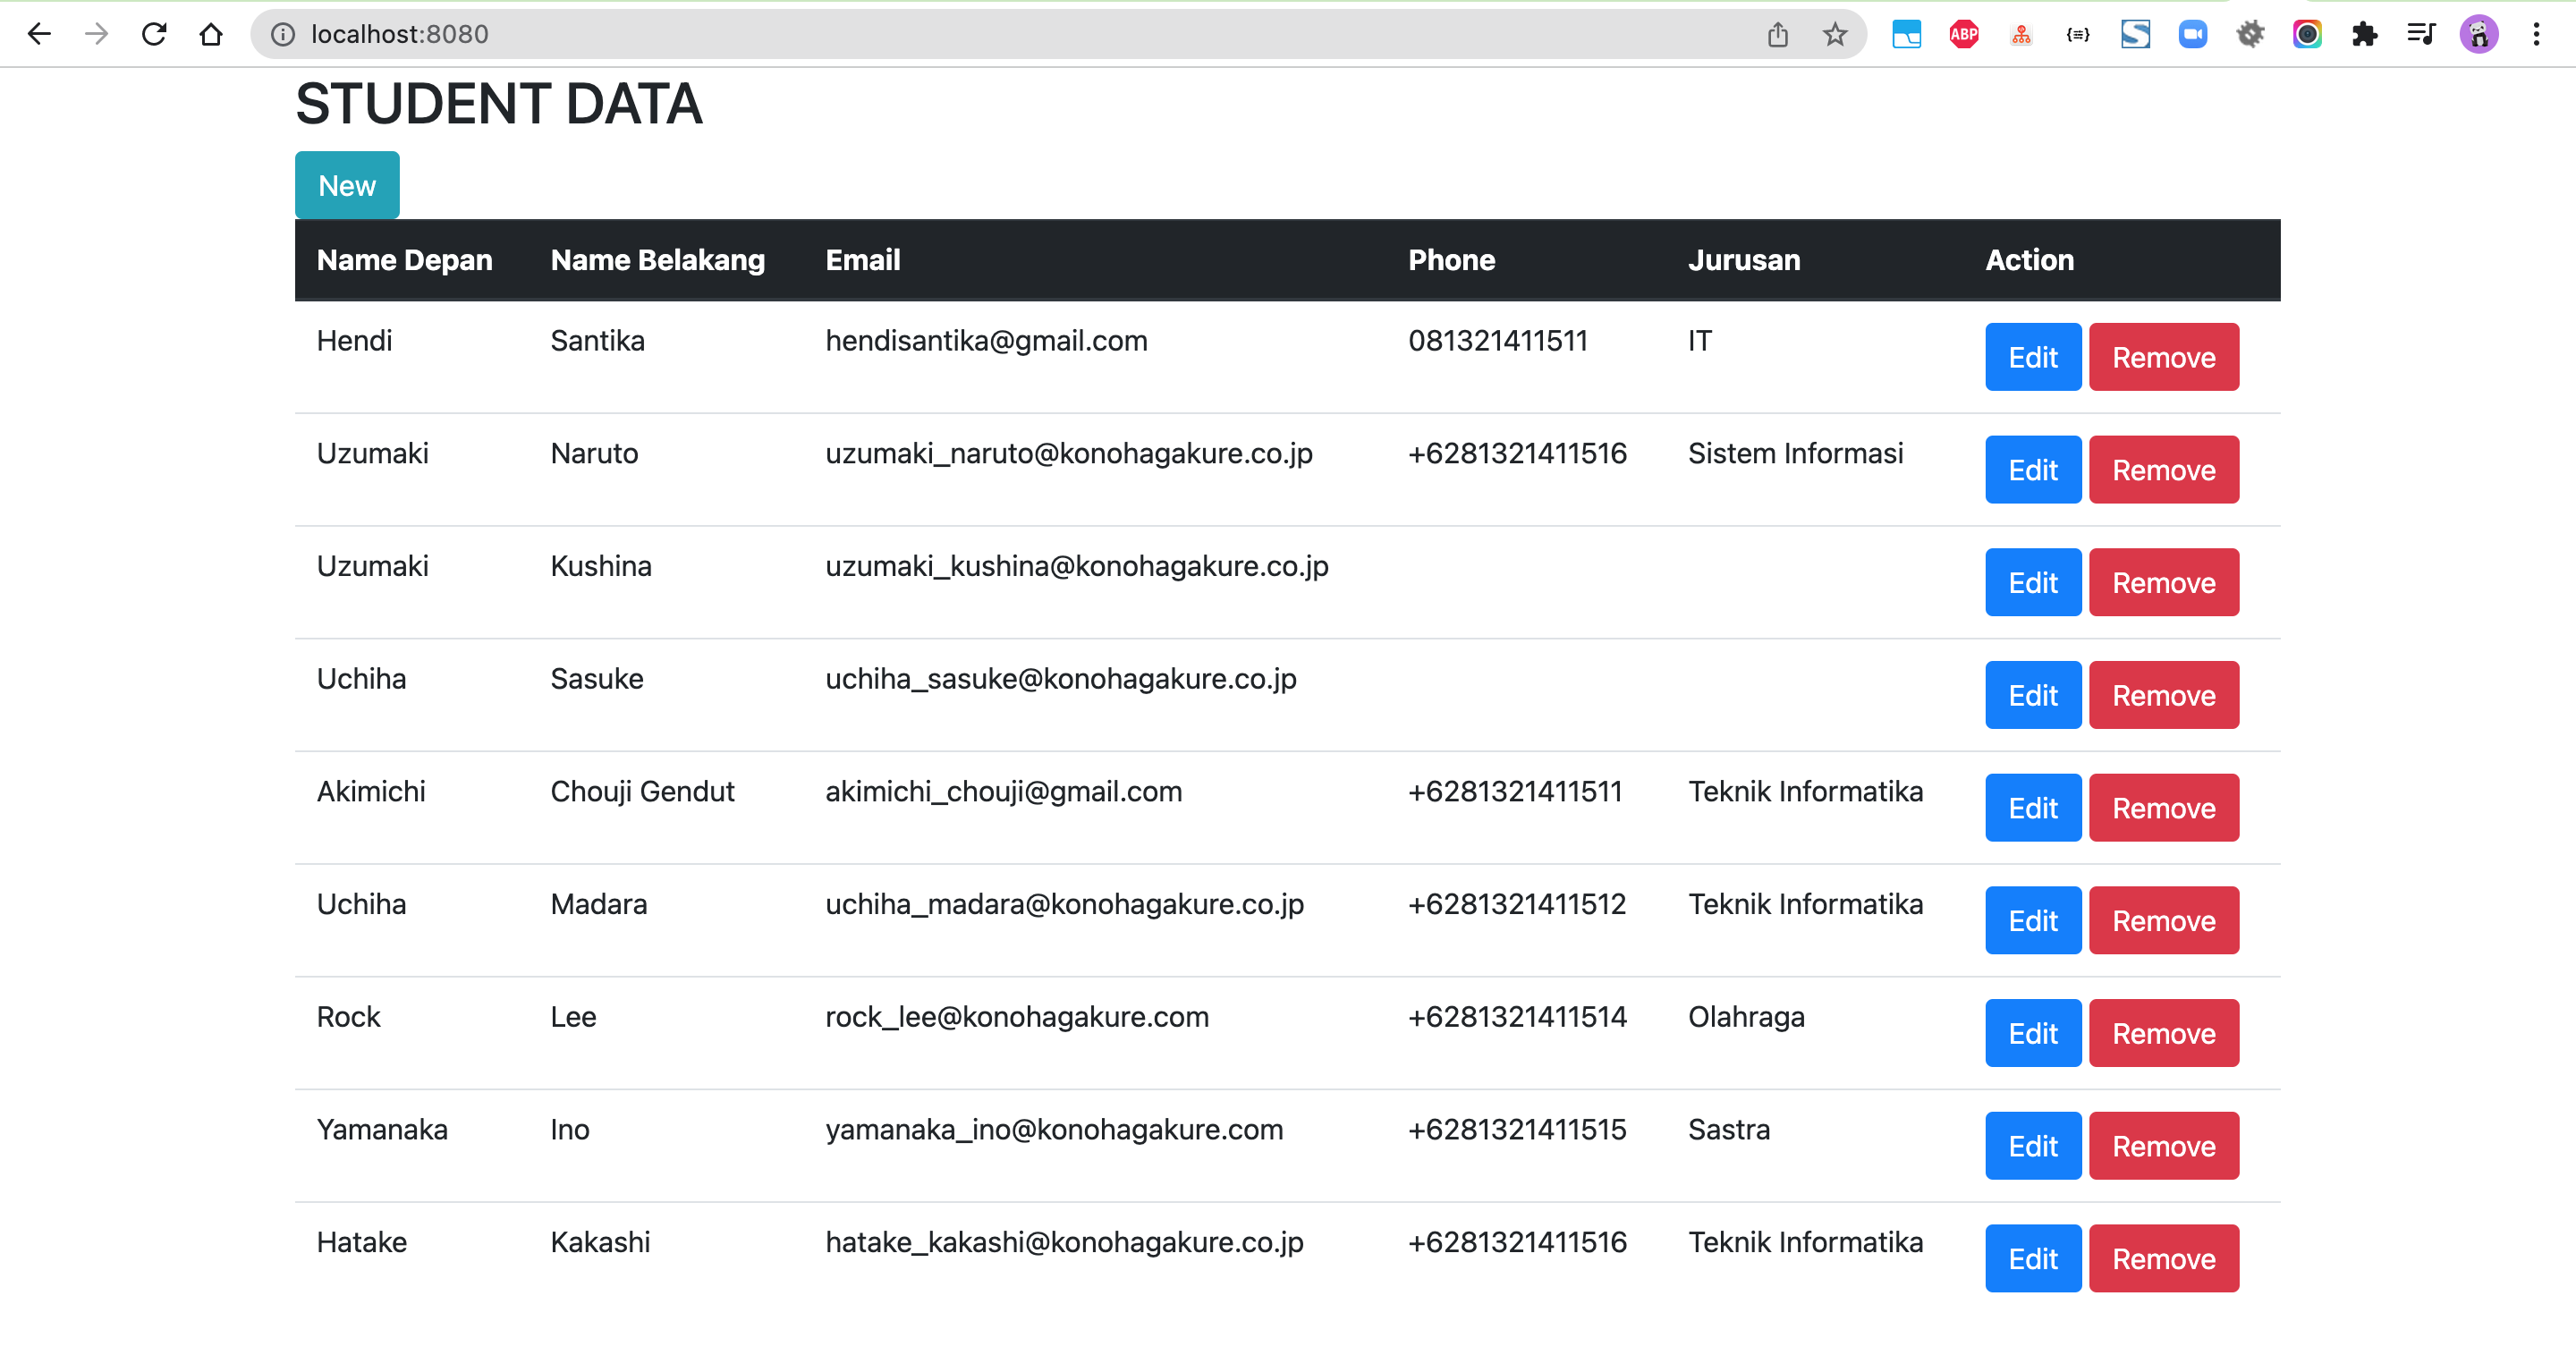 localhost:8080
ABP
STUDENT DATA
New
Name Depan Name Belakang Email Phone Jurusan Action
Hendi Santika hendisantika@gmail.com 081321411511 IT Edit Remove
Uzumaki Naruto uzumaki_naruto@konohagakure.co.jp +6281321411516 Sistem Informasi Edit Remove
Uzumaki Kushina uzumaki_kushina@konohagakure.co.jp Edit Remove
Uchiha Sasuke uchiha_sasuke@konohagakure.co.jp Edit Remove
Akimichi Chouji Gendut akimichi_chouji@gmail.com +6281321411511 Teknik Informatika Edit Remove
Uchiha Madara uchiha_madara@konohagakure.co.jp +6281321411512 Teknik Informatika Edit Remove
Rock Lee rock_lee@konohagakure.com +6281321411514 Olahraga Edit Remove
Yamanaka Ino yamanaka_ino@konohagakure.com +6281321411515 Sastra Edit Remove
Hatake Kakashi hatake_kakashi@konohagakure.co.jp +6281321411516 Teknik Informatika Edit Remove